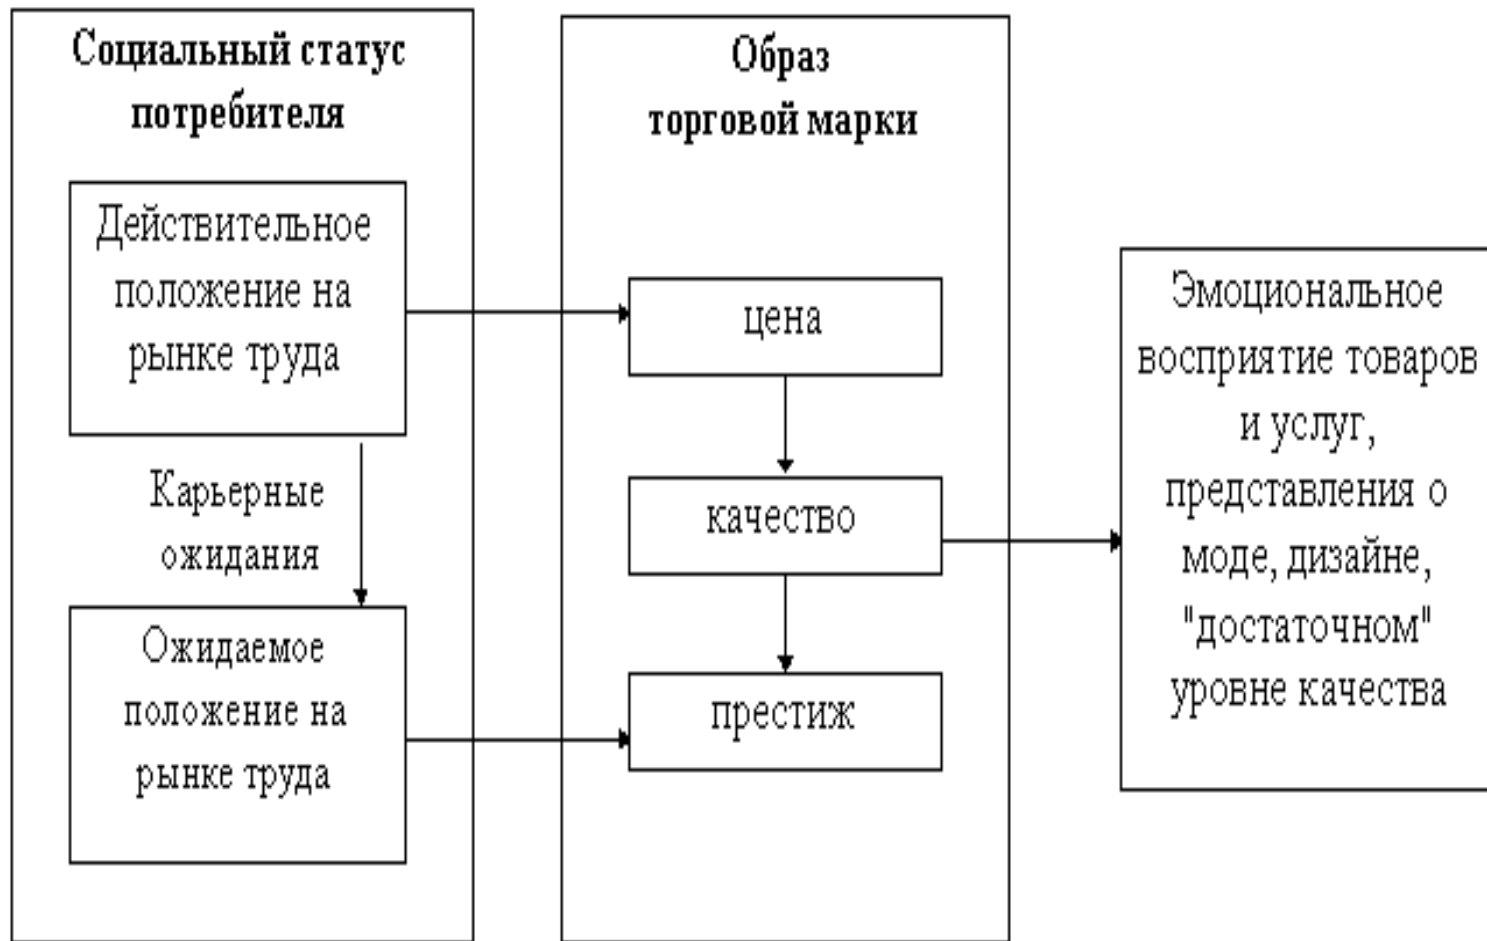 Социальный статус
потребителя
Действительное
положение на
рынке труда
Карьерные
ожидания
Ожидаемое
положение на
рынке труда
Образ
торговой марки
цена
качество
престиж
Эмоциональное
восприятие товаров
и услуг,
представления о
моде, дизайне,
"достаточном"
уровне качества